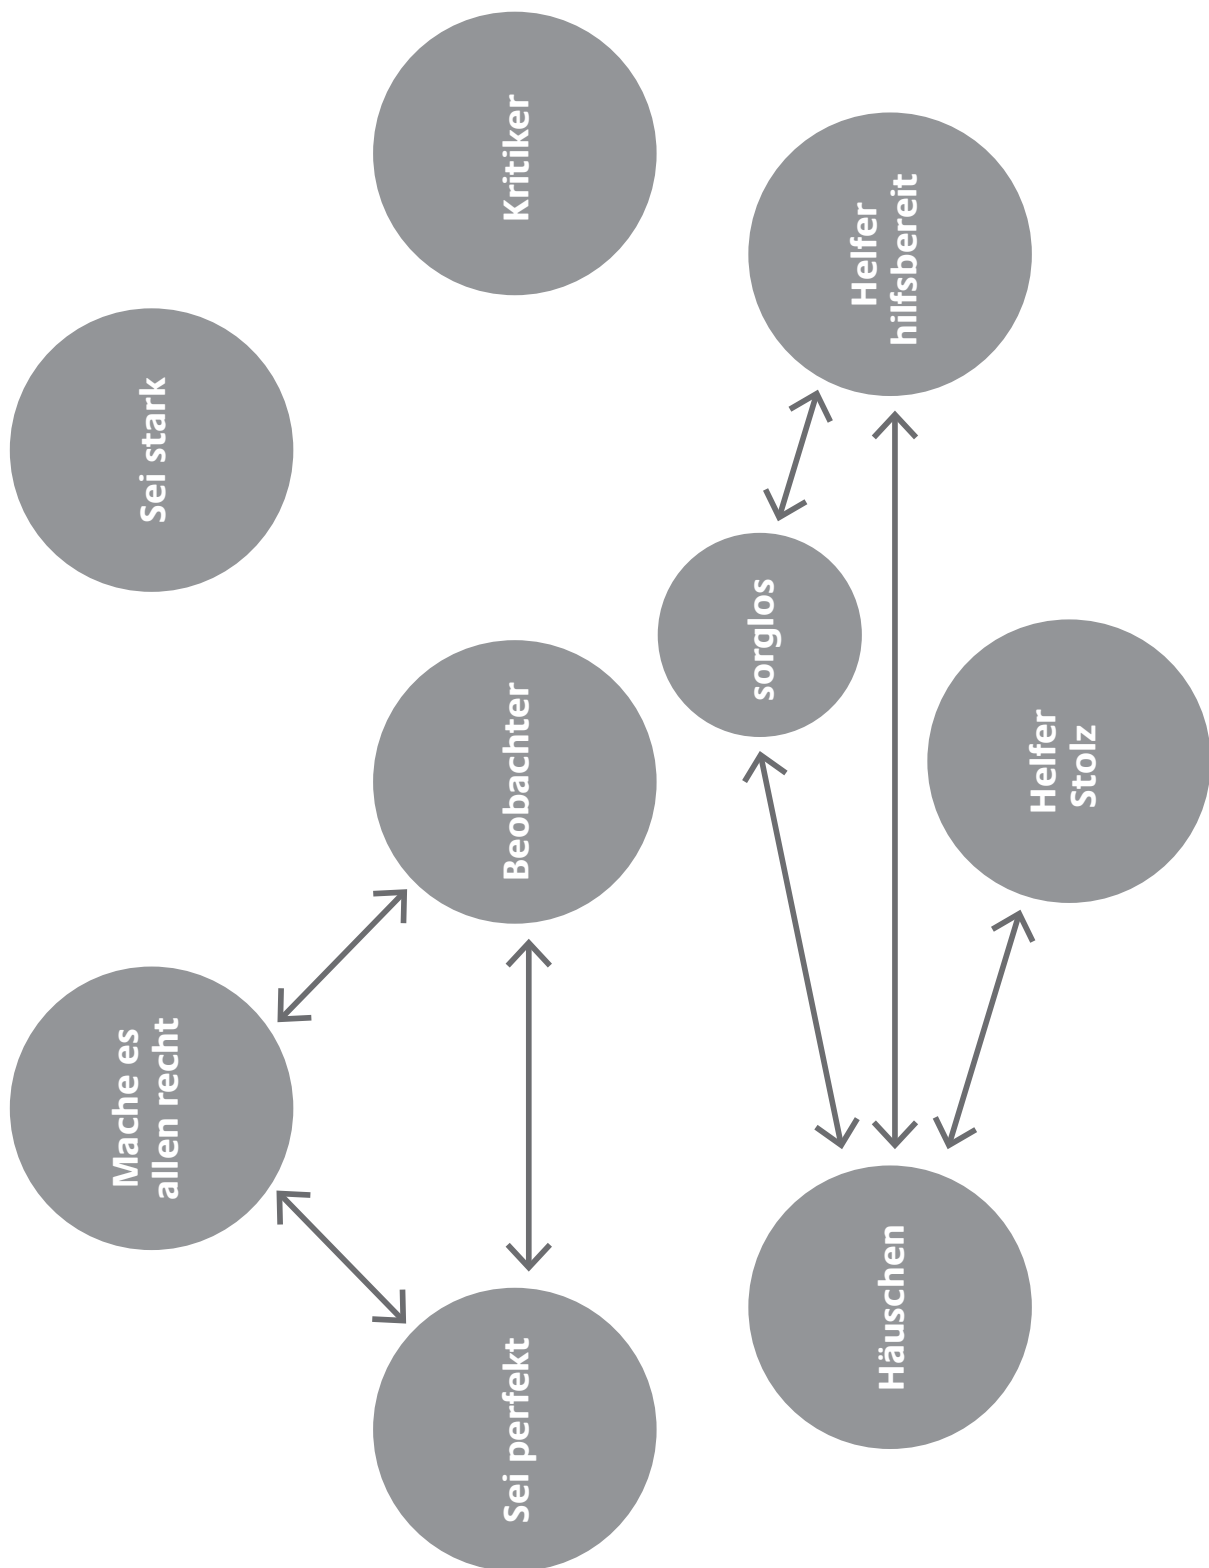 Mache es
allen recht
Sei stark
Sei perfekt
Beobachter
Kritiker
sorglos
Häuschen
Helfer
hilfsbereit
Helfer
Stolz